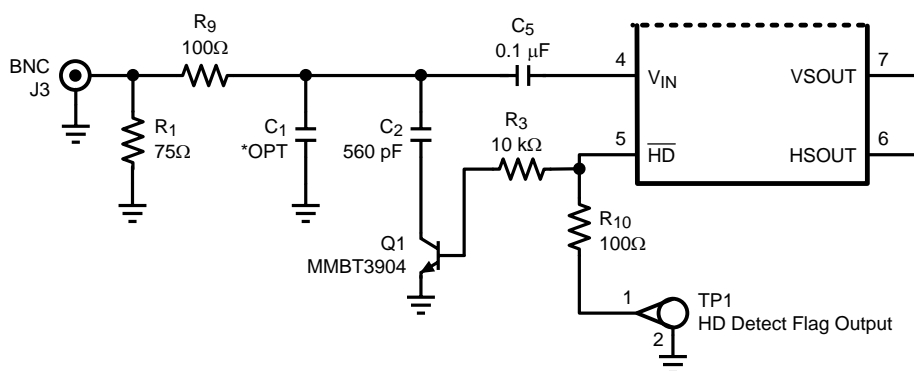 BNC
J3
R9
100Ω
R1
75Ω
C1
*OPT
C2
560 pF
C5
0.1 µF
R3
10 kΩ
Q1
MMBT3904
R10
100Ω
4
VIN
5
HD
VSOUT
7
HSOUT
6
1
2
TP1
HD Detect Flag Output